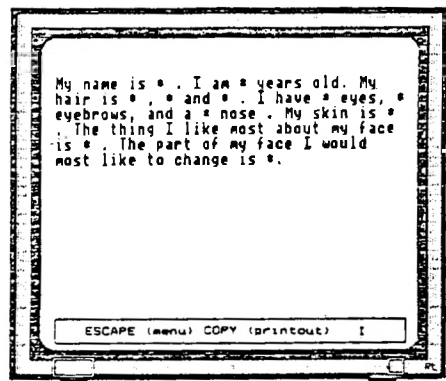 My name is * . I am * years old. My
hair is * , * and * . I have * eyes, *
eyebrows, and a * nose . My skin is *
. The thing I like most about my face
is * . The part of my face I would
most like to change is *.
ESCAPE (menu) COPY (printout) I